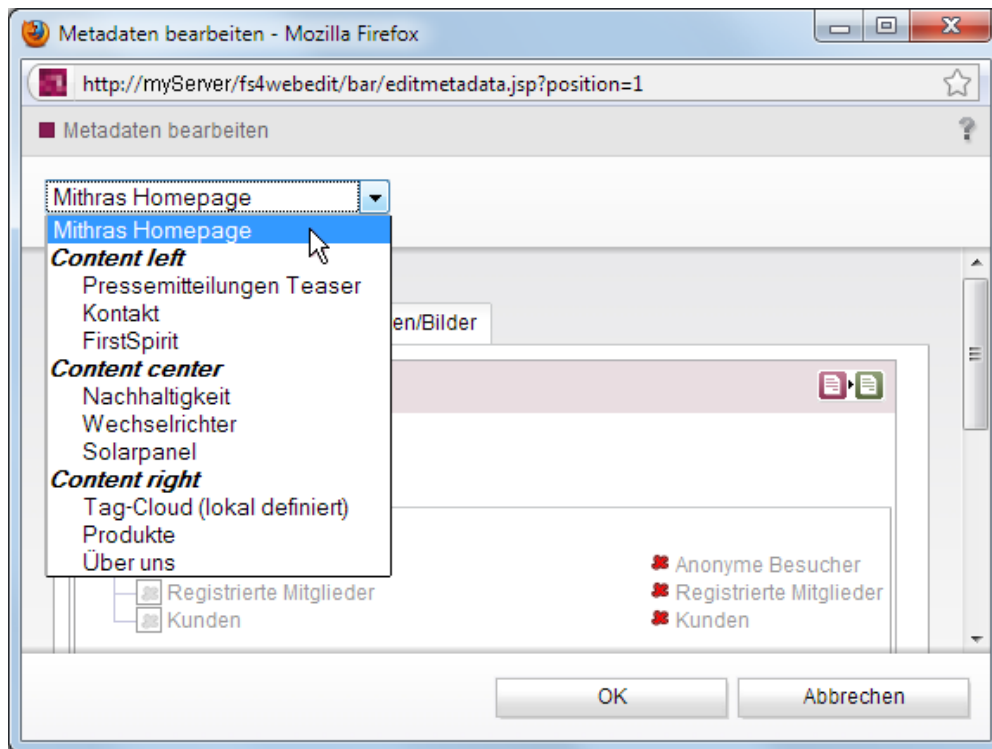 Metadaten bearbeiten - Mozilla Firefox
http://myServer/fs4webedit/bar/editmetadata.jsp?position=1
Metadaten bearbeiten
?
Mithras Homepage
Mithras Homepage
Content left
Pressemitteilungen Teaser
Kontakt
FirstSpirit
en/Bilder
Content center
Nachhaltigkeit
Wechselrichter
Solarpanel
Content right
Tag-Cloud (lokal definiert)
Produkte
Über uns
Anonyme Besucher
Registrierte Mitglieder
Registrierte Mitglieder
Kunden
Kunden
OK
Abbrechen